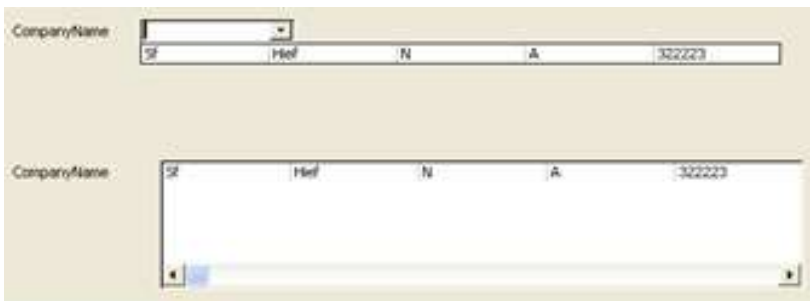 CompanyName
Sf Hief N A 322223
CompanyName Sf Hief N A 322223